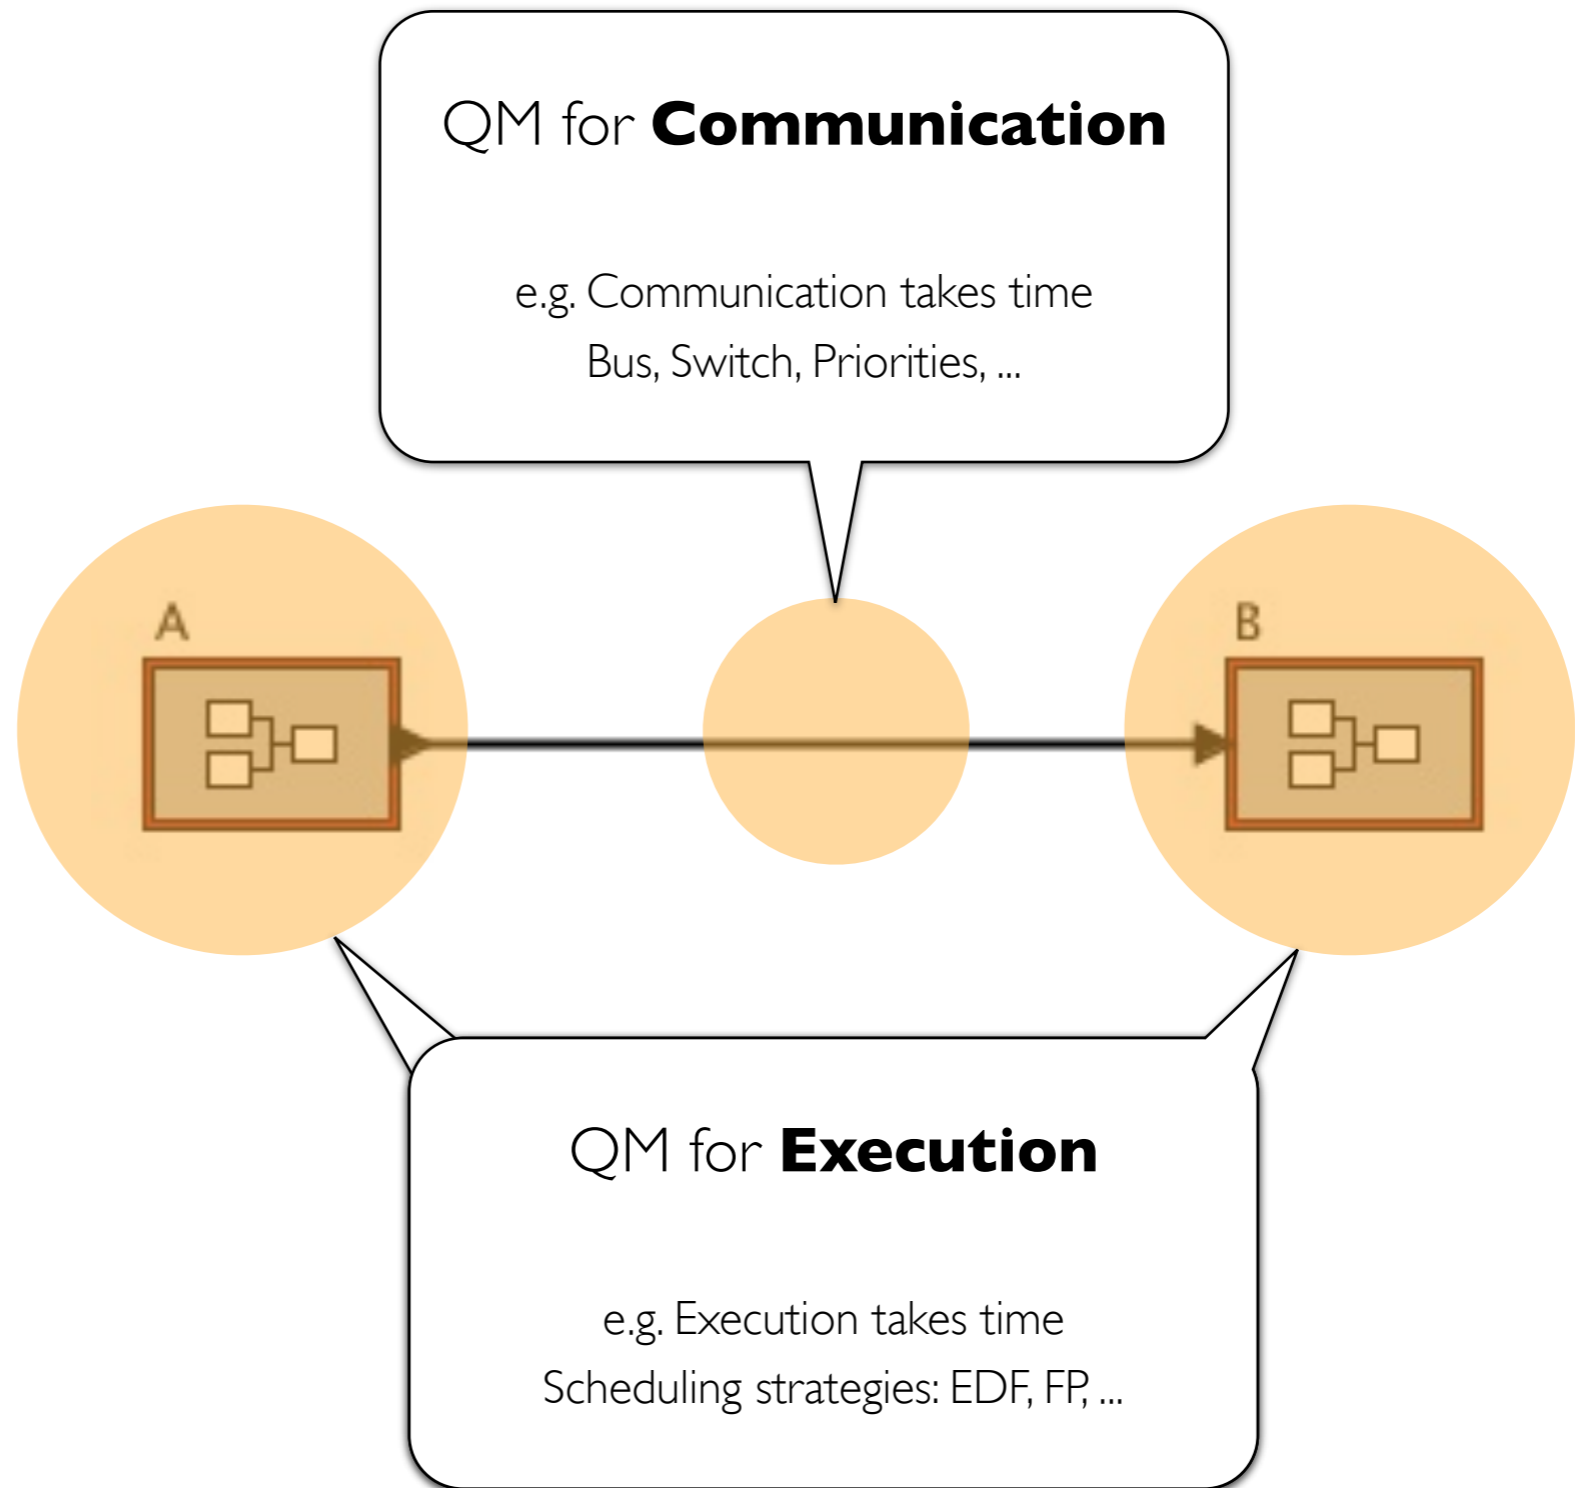 QM for Communication
e.g. Communication takes time
Bus, Switch, Priorities, ...
A
B
QM for Execution
e.g. Execution takes time
Scheduling strategies: EDF, FP, ...